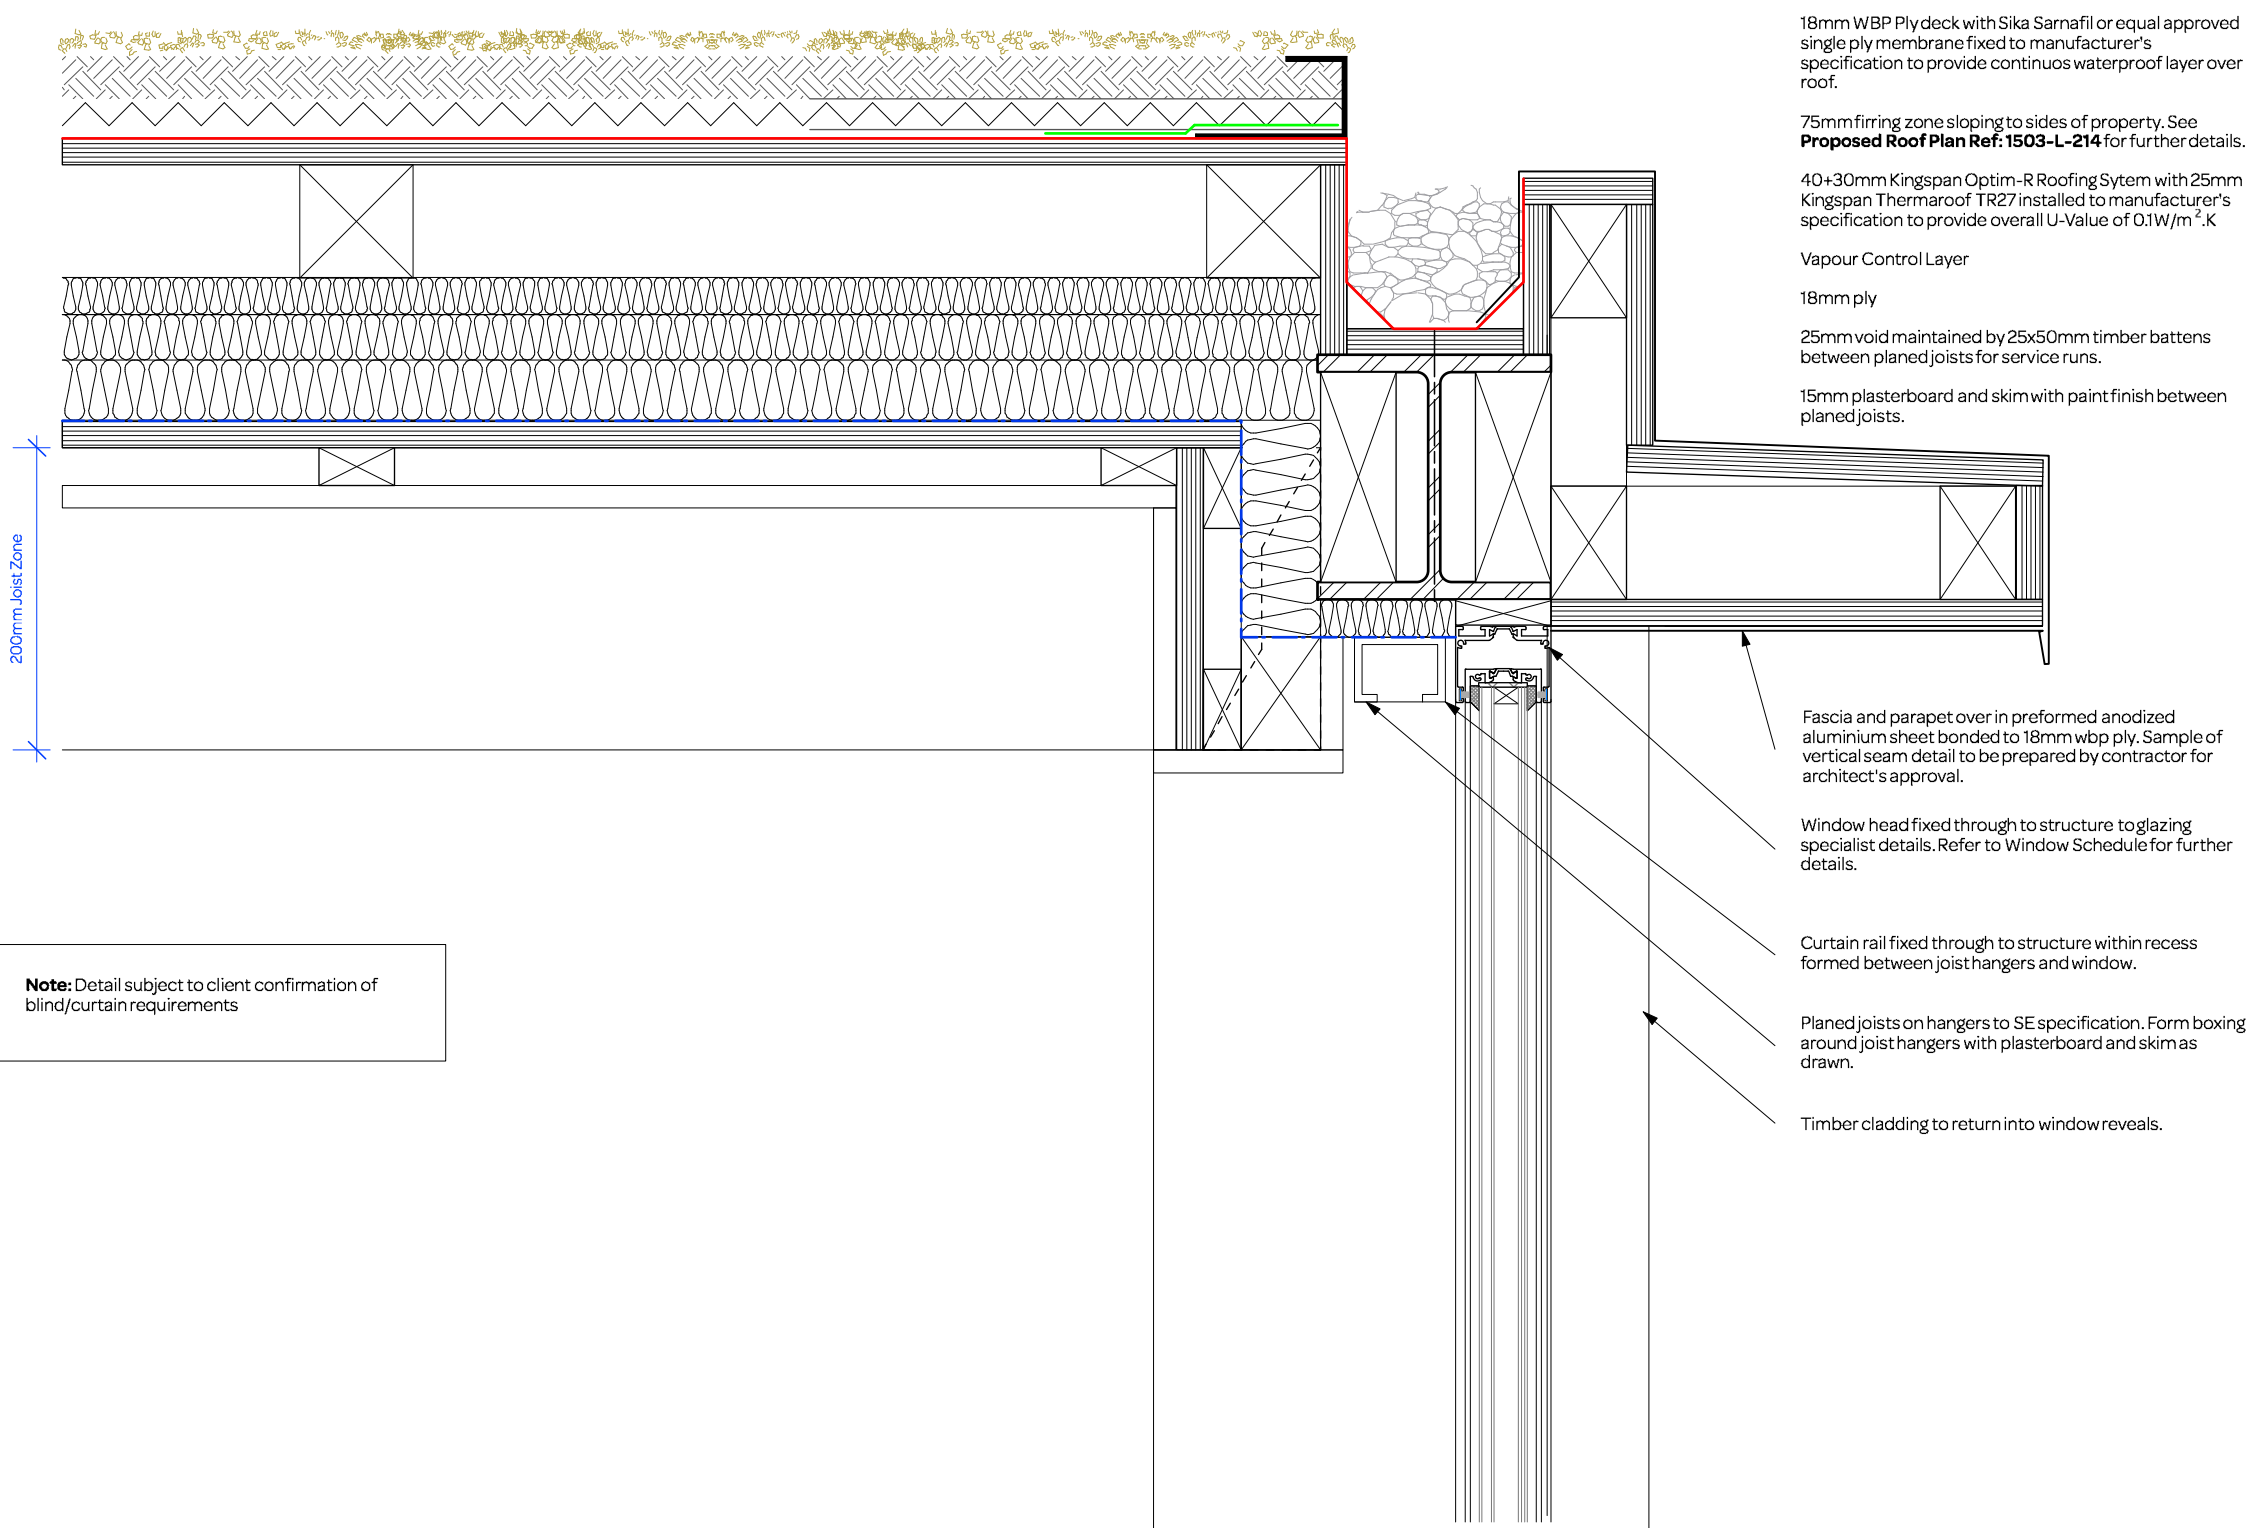 18mm WBP Ply deck with Sika Sarnafil or equal approved
single ply membrane fixed to manufacturer's
specification to provide continuos waterproof layer over
roof.
75mm firring zone sloping to sides of property. See
Proposed Roof Plan Ref: 1503-L-214 for further details.
40+30mm Kingspan Optim-R Roofing Sytem with 25mm
Kingspan Thermaroof TR27 installed to manufacturer's
specification to provide overall U-Value of 0.1W/m².K
Vapour Control Layer
18mm ply
25mm void maintained by 25x50mm timber battens
between planed joists for service runs.
15mm plasterboard and skim with paint finish between
planed joists.
200mm Joist Zone
Fascia and parapet over in preformed anodized
aluminium sheet bonded to 18mm wbp ply. Sample of
vertical seam detail to be prepared by contractor for
architect's approval.
Window head fixed through to structure to glazing
specialist details. Refer to Window Schedule for further
details.
Curtain rail fixed through to structure within recess
formed between joist hangers and window.
Note: Detail subject to client confirmation of
blind/curtain requirements
Planed joists on hangers to SE specification. Form boxing
around joist hangers with plasterboard and skim as
drawn.
Timber cladding to return into window reveals.